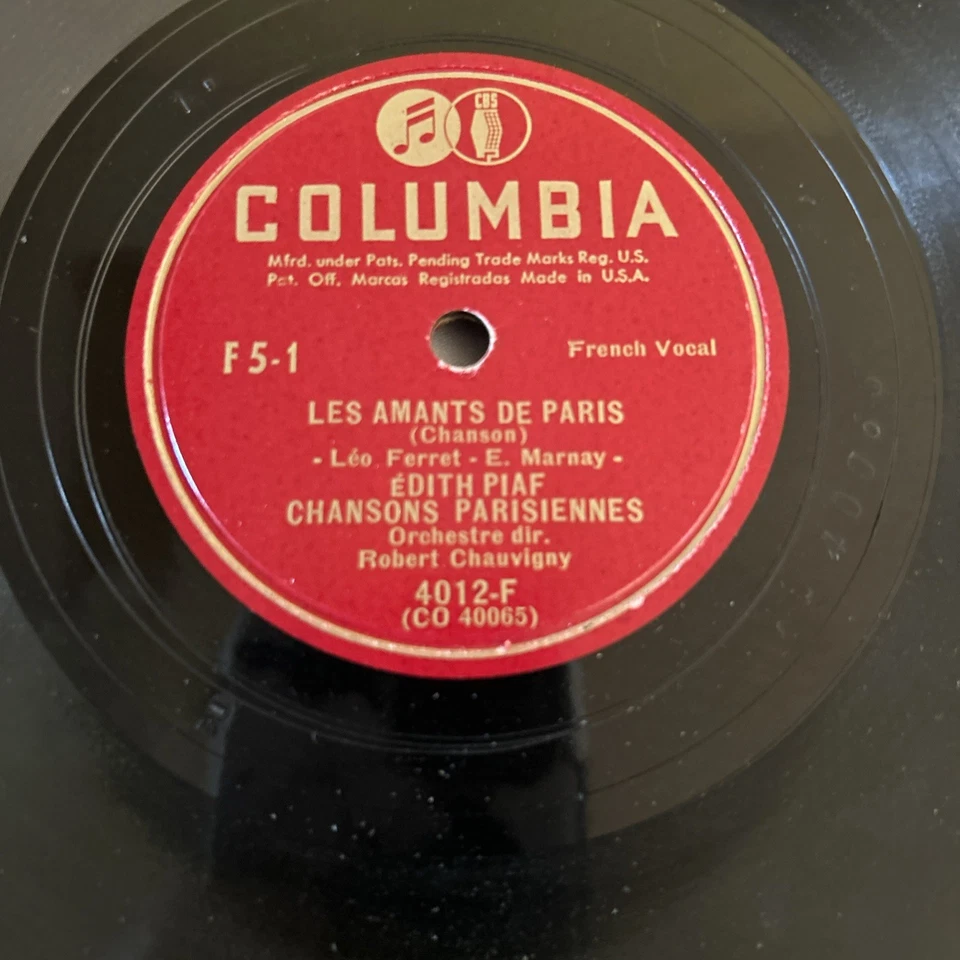 CBS
COLUMBIA
Mfrd. under Pats. Pending Trade Marks Reg. U.S.
Pat. Off. Marcas Registradas Made in U.S.A.
F 5-1
French Vocal
LES AMANTS DE PARIS
(Chanson)
- Léo Ferret - E. Marnay -
ÉDITH PIAF
CHANSONS PARISIENNES
Orchestre dir.
Robert Chauvigny
4012-F
(CO 40065)